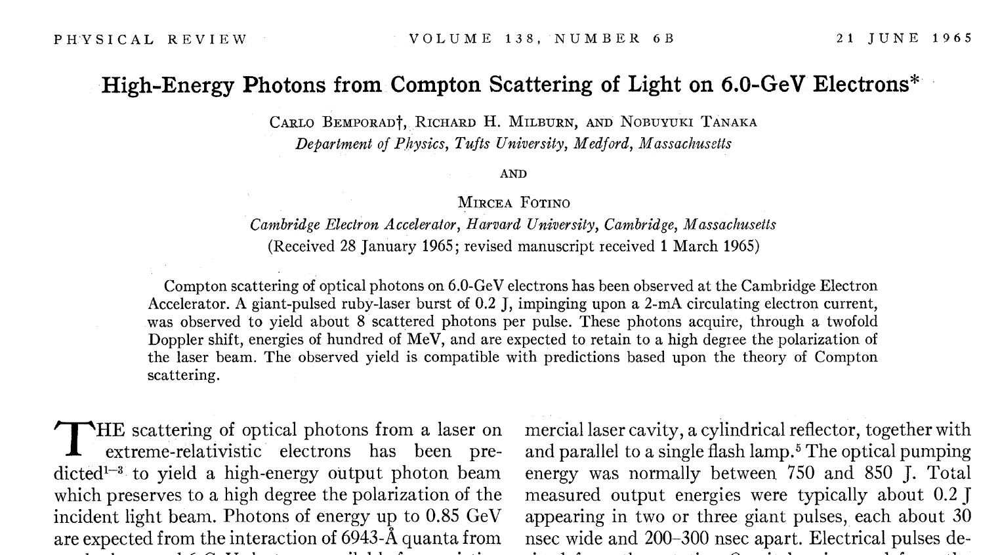 PHYSICAL REVIEW VOLUME 138, NUMBER 6B 21 JUNE 1965
High-Energy Photons from Compton Scattering of Light on 6.0-GeV Electrons*
CARLO BEMPORAD†, RICHARD H. MILBURN, AND NOBUYUKI TANAKA
Department of Physics, Tufts University, Medford, Massachusetts
AND
MIRCEA FOTINO
Cambridge Electron Accelerator, Harvard University, Cambridge, Massachusetts
(Received 28 January 1965; revised manuscript received 1 March 1965)
Compton scattering of optical photons on 6.0-GeV electrons has been observed at the Cambridge Electron
Accelerator. A giant-pulsed ruby-laser burst of 0.2 J, impinging upon a 2-mA circulating electron current,
was observed to yield about 8 scattered photons per pulse. These photons acquire, through a twofold
Doppler shift, energies of hundred of MeV, and are expected to retain to a high degree the polarization of
the laser beam. The observed yield is compatible with predictions based upon the theory of Compton
scattering.
THE scattering of optical photons from a laser on
extreme-relativistic electrons has been pre-
dicted¹⁻³ to yield a high-energy output photon beam
which preserves to a high degree the polarization of the
incident light beam. Photons of energy up to 0.85 GeV
are expected from the interaction of 6943-Å quanta from
mercial laser cavity, a cylindrical reflector, together with
and parallel to a single flash lamp.⁵ The optical pumping
energy was normally between 750 and 850 J. Total
measured output energies were typically about 0.2 J
appearing in two or three giant pulses, each about 30
nsec wide and 200–300 nsec apart. Electrical pulses de-